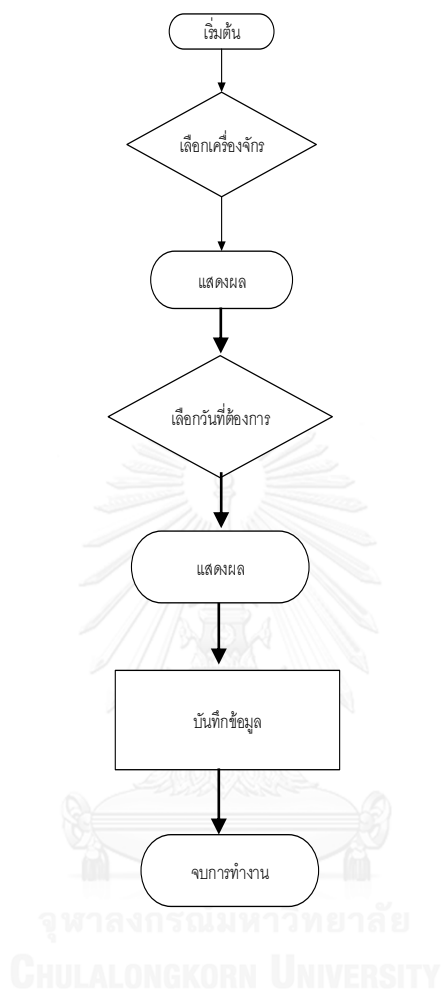 เริ่มต้น
เลือกเครื่องจักร
แสดงผล
เลือกวันที่ต้องการ
แสดงผล
บันทึกข้อมูล
จบการทำงาน
จุฬาลงกรณ์มหาวิทยาลัย
CHULALONGKORN UNIVERSITY